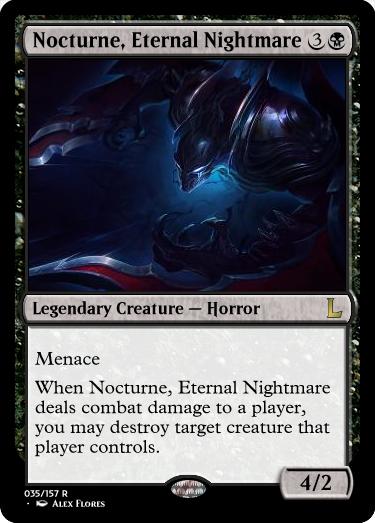 Nocturne, Eternal Nightmare 3
Legendary Creature — Horror L
Menace
When Nocturne, Eternal Nightmare
deals combat damage to a player,
you may destroy target creature that
player controls.
4/2
035/157 R
· Alex Flores